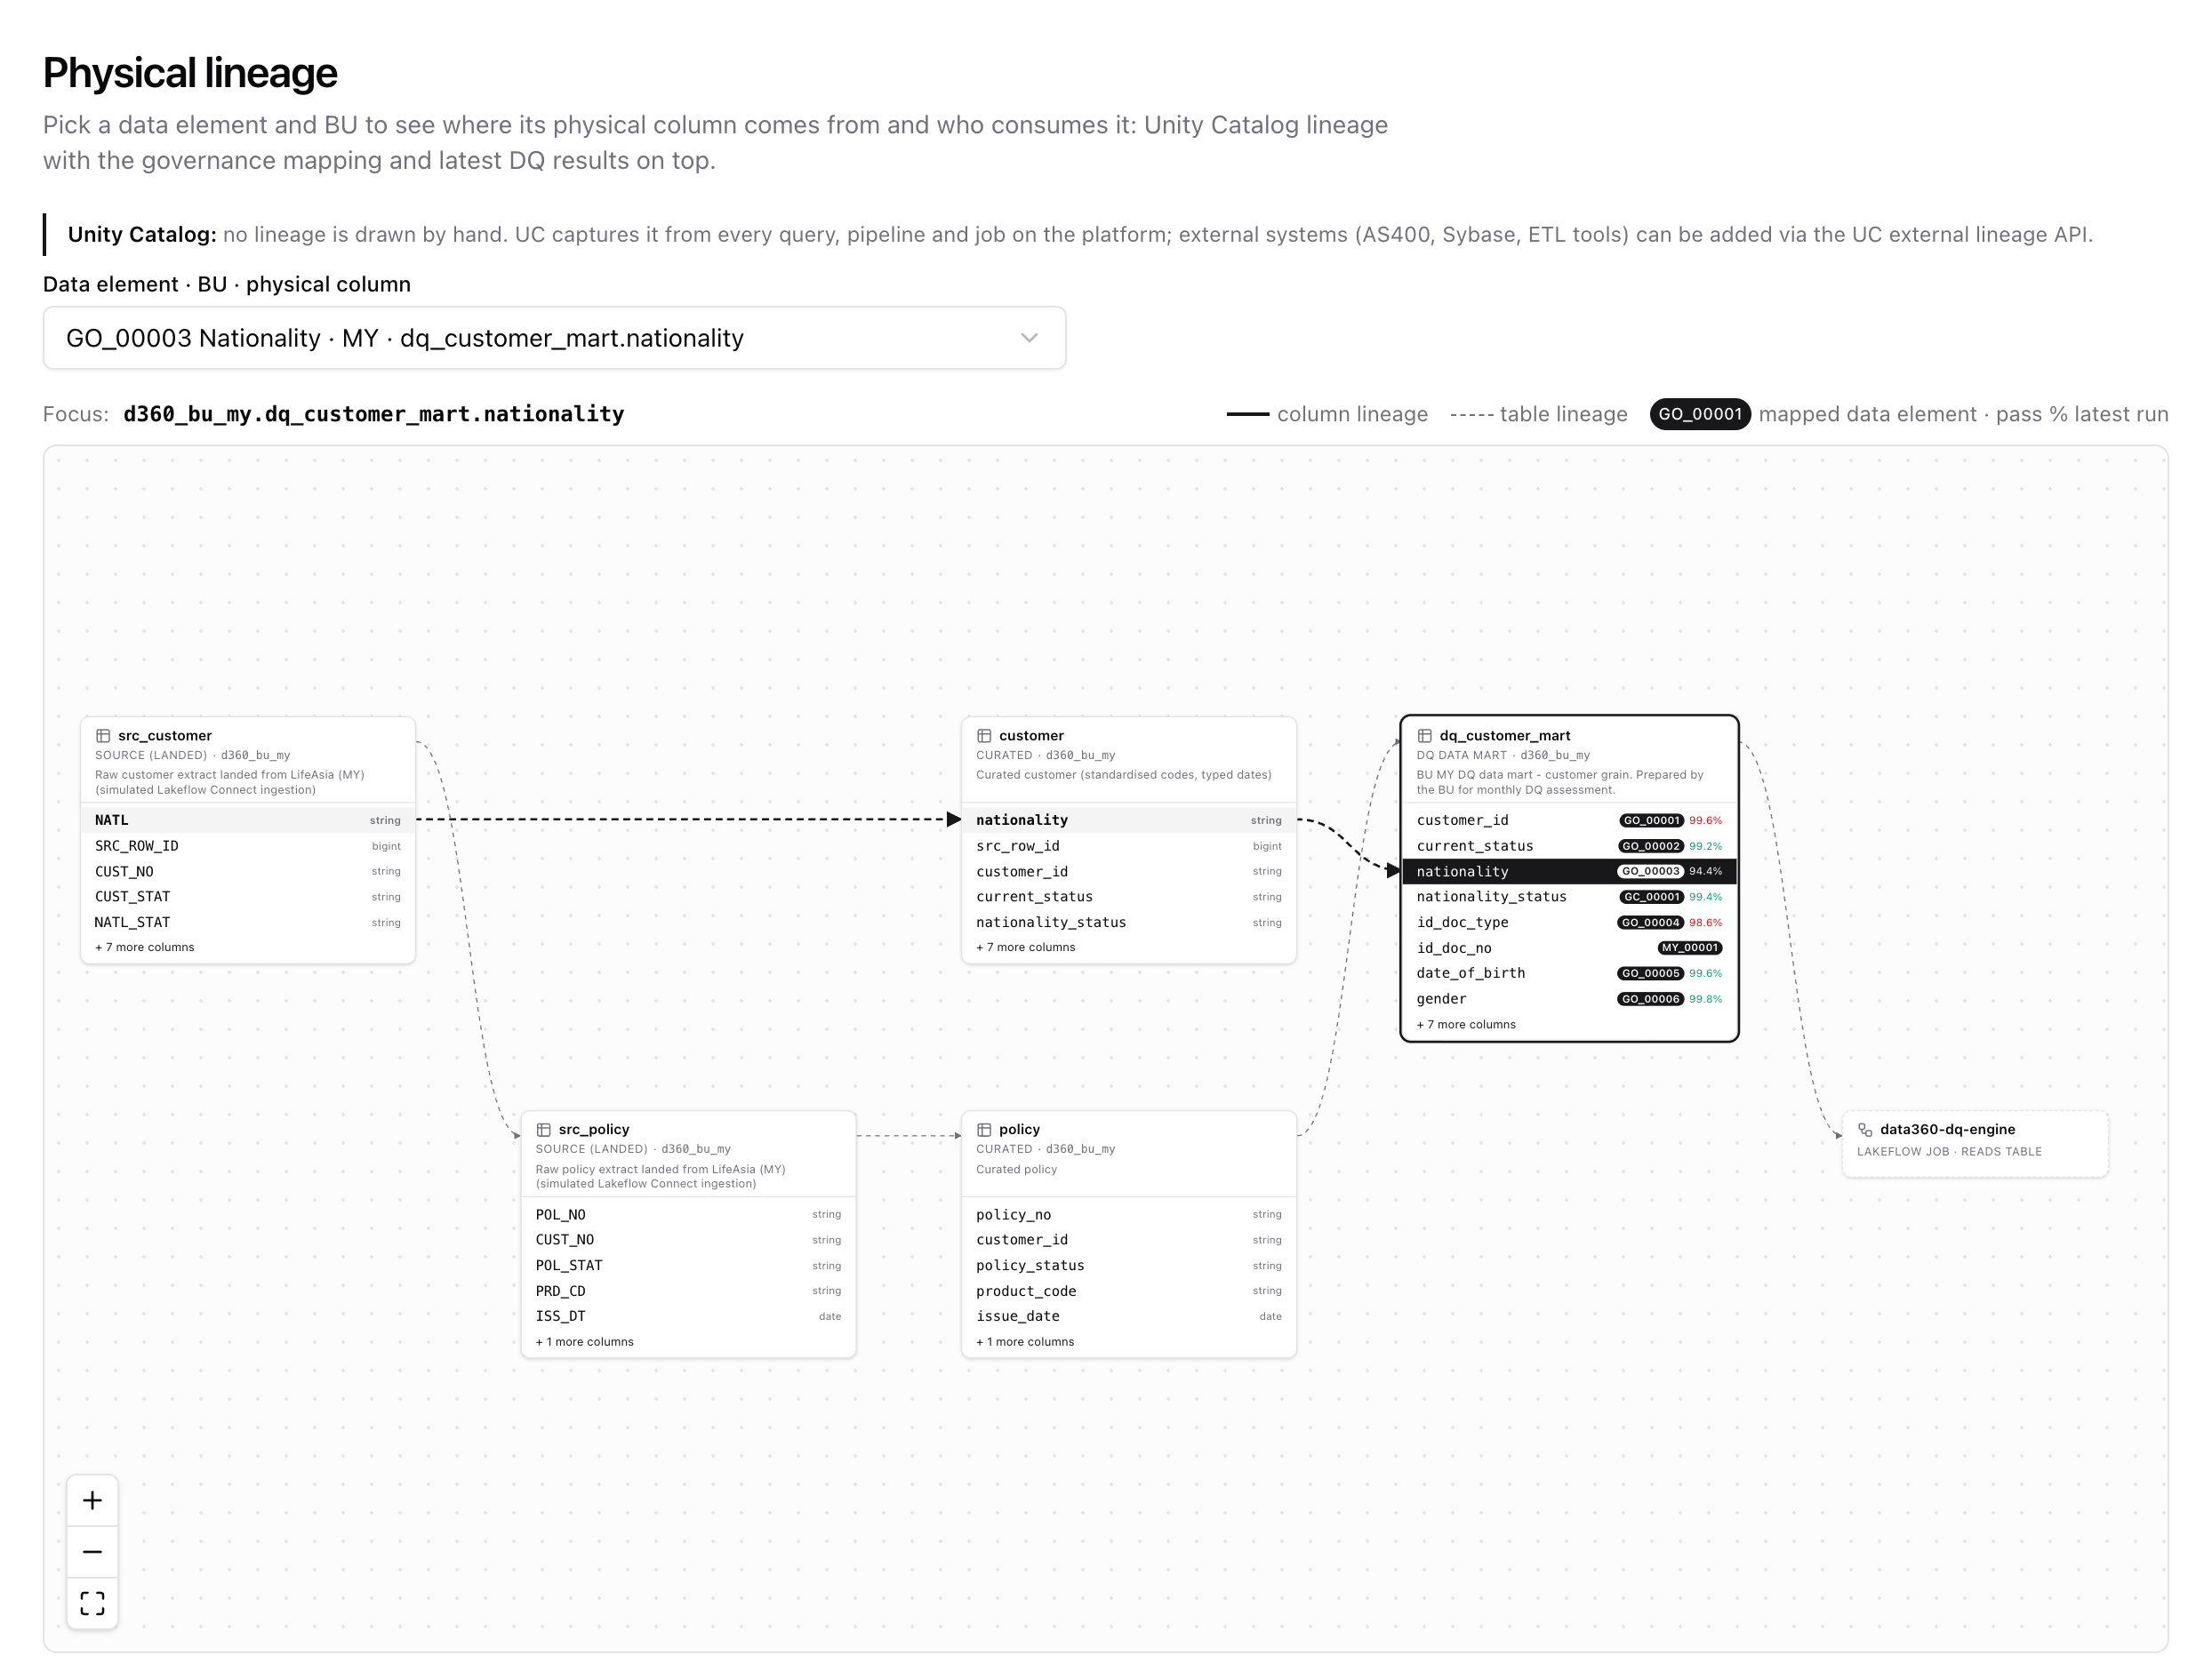 Physical lineage
Pick a data element and BU to see where its physical column comes from and who consumes it: Unity Catalog lineage
with the governance mapping and latest DQ results on top.
Unity Catalog: no lineage is drawn by hand. UC captures it from every query, pipeline and job on the platform; external systems (AS400, Sybase, ETL tools) can be added via the UC external lineage API.
Data element · BU · physical column
GO_00003 Nationality · MY · dq_customer_mart.nationality
Focus: d360_bu_my.dq_customer_mart.nationality
column lineage
table lineage
GO_00001 mapped data element · pass % latest run
src_customer
SOURCE (LANDED) · d360_bu_my
Raw customer extract landed from LifeAsia (MY)
(simulated Lakeflow Connect ingestion)
NATL string
SRC_ROW_ID bigint
CUST_NO string
CUST_STAT string
NATL_STAT string
+ 7 more columns
customer
CURATED · d360_bu_my
Curated customer (standardised codes, typed dates)
nationality string
src_row_id bigint
customer_id string
current_status string
nationality_status string
+ 7 more columns
dq_customer_mart
DQ DATA MART · d360_bu_my
BU MY DQ data mart - customer grain. Prepared by
the BU for monthly DQ assessment.
customer_id GO_00001 99.6%
current_status GO_00002 99.2%
nationality GO_00003 94.4%
nationality_status GC_00001 99.4%
id_doc_type GO_00004 98.6%
id_doc_no MY_00001
date_of_birth GO_00005 99.6%
gender GO_00006 99.8%
+ 7 more columns
src_policy
SOURCE (LANDED) · d360_bu_my
Raw policy extract landed from LifeAsia (MY)
(simulated Lakeflow Connect ingestion)
POL_NO string
CUST_NO string
POL_STAT string
PRD_CD string
ISS_DT date
+ 1 more columns
policy
CURATED · d360_bu_my
Curated policy
policy_no string
customer_id string
policy_status string
product_code string
issue_date date
+ 1 more columns
data360-dq-engine
LAKEFLOW JOB · READS TABLE